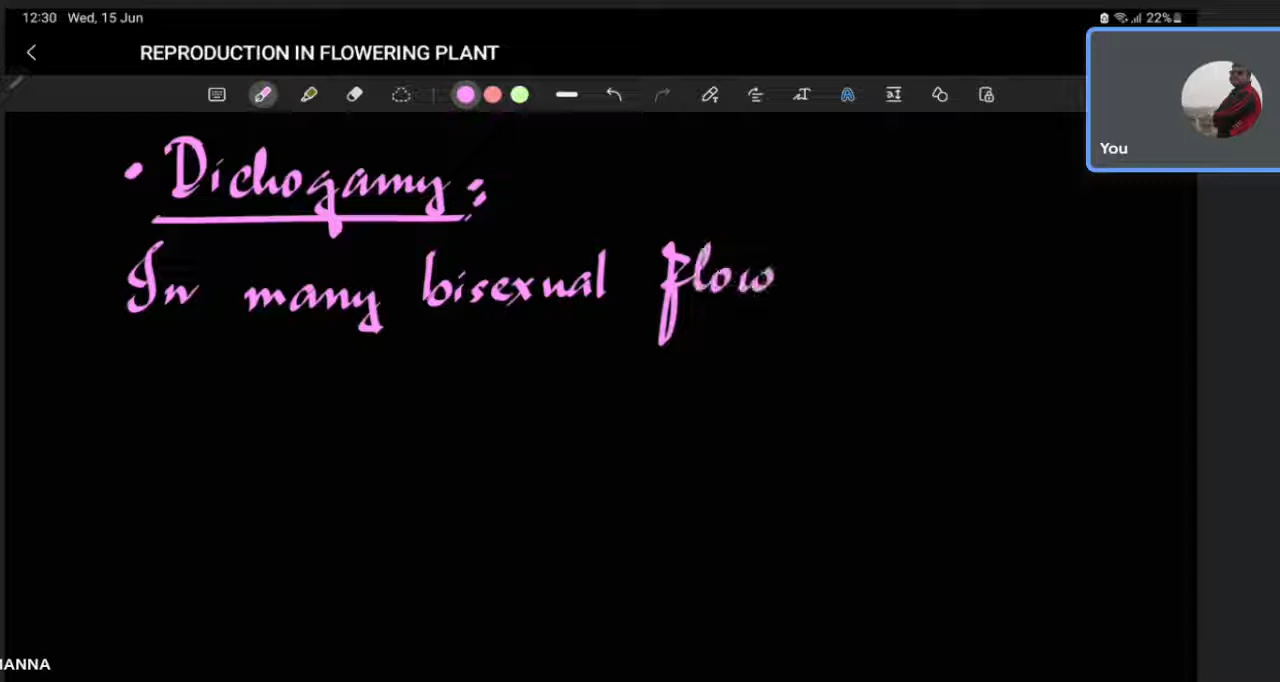 12:30 Wed, 15 Jun
22%
REPRODUCTION IN FLOWERING PLANT
You
• Dichogamy:
In many bisexual flow
IANNA